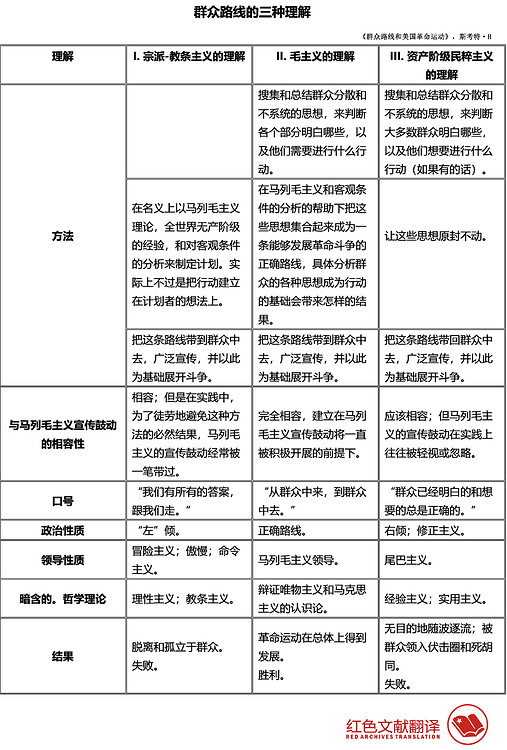 群众路线的三种理解
《群众路线和美国革命运动》，斯考特·H
理解
I. 宗派-教条主义的理解
II. 毛主义的理解
III. 资产阶级民粹主义
的理解
方法
搜集和总结群众分散和
不系统的思想，来判断
各个部分明白哪些，以
及他们需要进行什么行
动。
搜集和总结群众分散和
不系统的思想，来判断
大多数群众明白哪些，
以及他们想要进行什么
行动（如果有的话）。
在名义上以马列毛主义
理论，全世界无产阶级
的经验，和对客观条件
的分析来制定计划。实
际上不过是把行动建立
在计划者的想法上。
在马列毛主义和客观条
件的分析的帮助下把这
些思想集合起来成为一
条能够发展革命斗争的
正确路线，具体分析群
众的各种思想成为行动
的基础会带来怎样的结
果。
让这些思想原封不动。
把这条路线带到群众中
去，广泛宣传，并以此
为基础展开斗争。
把这条路线带到群众中
去，广泛宣传，并以此
为基础展开斗争。
把这条路线带回群众中
去，广泛宣传，并以此
为基础展开斗争。
与马列毛主义宣传鼓动
的相容性
相容；但是在实践中，
为了徒劳地避免这种方
法的必然结果，马列毛
主义的宣传鼓动经常被
一笔带过。
完全相容，建立在马列
毛主义宣传鼓动将一直
被积极开展的前提下。
应该相容；但马列毛主
义的宣传鼓动在实践上
往往被轻视或忽略。
口号
“我们有所有的答案，
跟我们走。”
“从群众中来，到群众
中去。”
“群众已经明白的和想
要的总是正确的。”
政治性质
“左”倾。
正确路线。
右倾；修正主义。
领导性质
冒险主义；傲慢；命令
主义。
马列毛主义领导。
尾巴主义。
暗含的。哲学理论
理性主义；教条主义。
辩证唯物主义和马克思
主义的认识论。
经验主义；实用主义。
结果
脱离和孤立于群众。
失败。
革命运动在总体上得到
发展。
胜利。
无目的地随波逐流；被
群众领入伏击圈和死胡
同。
失败。
红色文献翻译
RED ARCHIVES TRANSLATION